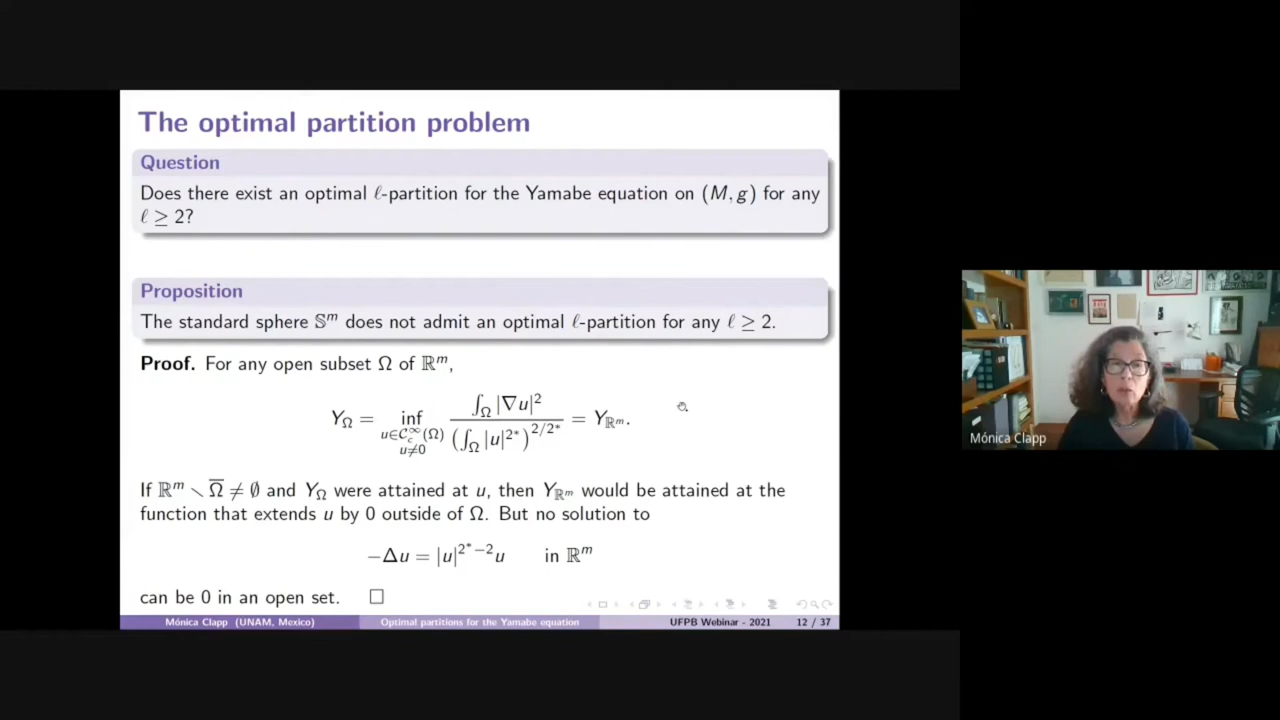 The optimal partition problem
Question
Does there exist an optimal ℓ-partition for the Yamabe equation on (M, g) for any
ℓ ≥ 2?
Proposition
The standard sphere 𝕊^m does not admit an optimal ℓ-partition for any ℓ ≥ 2.
Proof. For any open subset Ω of ℝ^m,
Y_Ω = inf_{u∈C_c^∞(Ω), u≠0} ∫_Ω |∇u|^2 / (∫_Ω |u|^{2*})^{2/2*} = Y_{ℝ^m}.
If ℝ^m ∖ Ω̅ ≠ ∅ and Y_Ω were attained at u, then Y_{ℝ^m} would be attained at the
function that extends u by 0 outside of Ω. But no solution to
−Δu = |u|^{2*−2}u in ℝ^m
can be 0 in an open set. □
Mónica Clapp (UNAM, Mexico) Optimal partitions for the Yamabe equation UFPB Webinar - 2021 12 / 37
Mónica Clapp